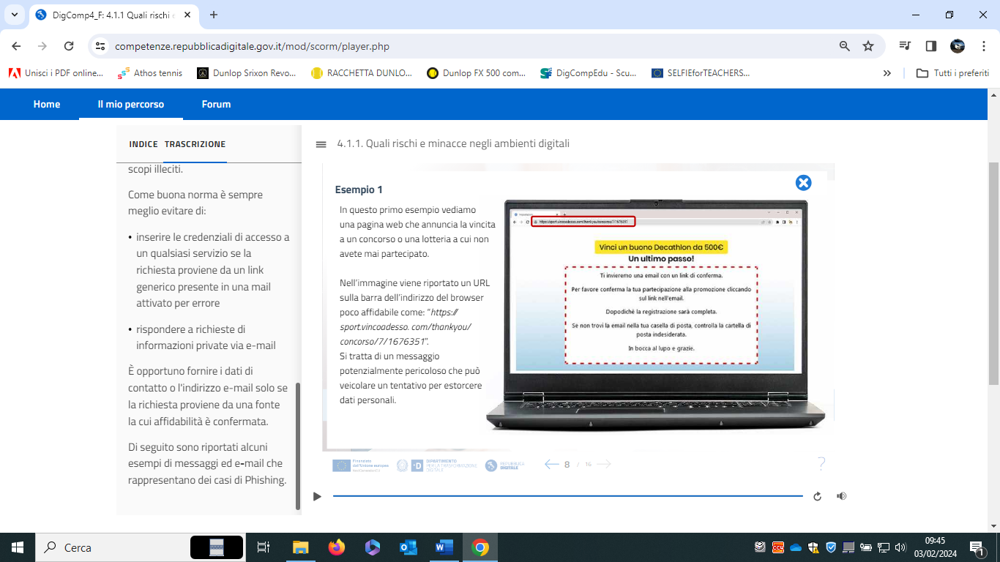 DigComp4_F: 4.1.1 Quali rischi e
competenze.repubblicadigitale.gov.it/mod/scorm/player.php
Unisci i PDF online...
Athos tennis
Dunlop Srixon Revo...
RACCHETTA DUNLO...
Dunlop FX 500 com...
DigCompEdu - Scu...
SELFIEforTEACHERS...
Tutti i preferiti
Home
Il mio percorso
Forum
INDICE
TRASCRIZIONE
scopi illeciti.
Come buona norma è sempre
meglio evitare di:
• inserire le credenziali di accesso a
un qualsiasi servizio se la
richiesta proviene da un link
generico presente in una mail
attivato per errore
• rispondere a richieste di
informazioni private via e-mail
È opportuno fornire i dati di
contatto o l'indirizzo e-mail solo se
la richiesta proviene da una fonte
la cui affidabilità è confermata.
Di seguito sono riportati alcuni
esempi di messaggi ed e-mail che
rappresentano dei casi di Phishing.
4.1.1. Quali rischi e minacce negli ambienti digitali
Esempio 1
In questo primo esempio vediamo
una pagina web che annuncia la vincita
a un concorso o una lotteria a cui non
avete mai partecipato.
Nell'immagine viene riportato un URL
sulla barra dell'indirizzo del browser
poco affidabile come: "https://
sport.vincoadesso. com/thankyou/
concorso/7/1676351".
Si tratta di un messaggio
potenzialmente pericoloso che può
veicolare un tentativo per estorcere
dati personali.
https://sport.vincoadesso.com/thankyou/concorso/7/1676351
Vinci un buono Decathlon da 500€
Un ultimo passo!
Ti invieremo una email con un link di conferma.
Per favore conferma la tua partecipazione alla promozione cliccando
sul link nell'email.
Dopodiché la registrazione sarà completa.
Se non trovi la email nella tua casella di posta, controlla la cartella di
posta indesiderata.
In bocca al lupo e grazie.
Finanziato
dall'Unione europea
NextGenerationEU
DIPARTIMENTO
PER LA TRASFORMAZIONE
DIGITALE
REPUBBLICA
DIGITALE
8 / 16
?
Cerca
09:45
03/02/2024
1